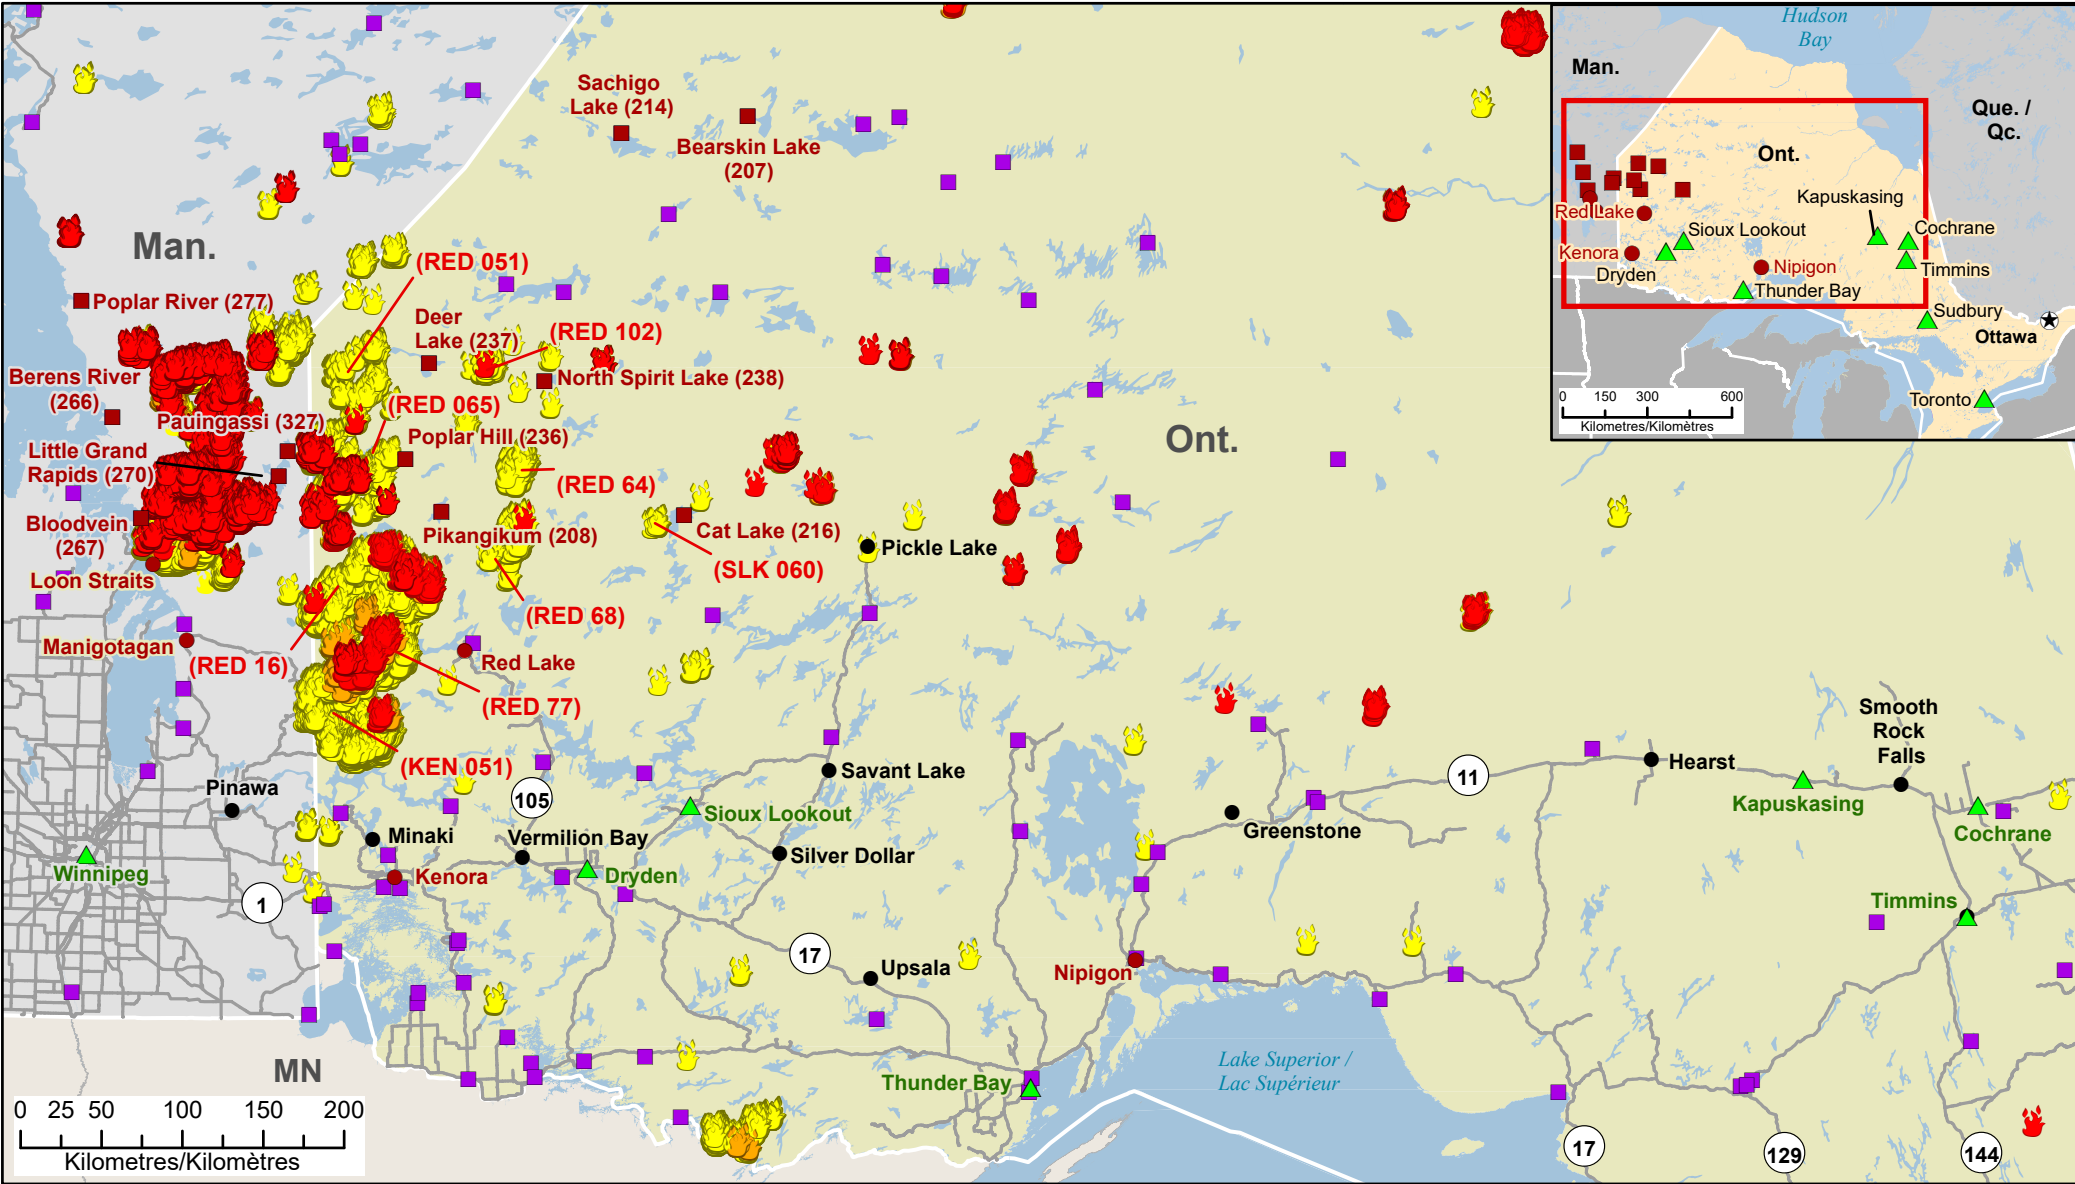 Sachigo
Lake (214)
Bearskin Lake
(207)
Man.
(RED 051)
Poplar River (277)
Deer
Lake (237)
(RED 102)
Berens River
(266)
North Spirit Lake (238)
(RED 065)
Pauingassi (327)
Poplar Hill (236)
Ont.
Little Grand
Rapids (270)
(RED 64)
Bloodvein
(267)
Pikangikum (208)
Cat Lake (216)
Pickle Lake
(SLK 060)
Loon Straits
(RED 68)
Manigotagan
(RED 16)
Red Lake
(RED 77)
(KEN 051)
Smooth
Rock
Falls
Savant Lake
11
Hearst
Pinawa
105
Kapuskasing
Sioux Lookout
Minaki
Vermilion Bay
Greenstone
Cochrane
Silver Dollar
Winnipeg
Kenora
Dryden
1
Timmins
17
Upsala
Nipigon
MN
Lake Superior /
Lac Supérieur
Thunder Bay
0 25 50 100 150 200
Kilometres/Kilomètres
17
129
144
Hudson
Bay
Man.
Que. /
Qc.
Ont.
Kapuskasing
Red Lake
Sioux Lookout
Cochrane
Kenora
Dryden
Nipigon
Timmins
Thunder Bay
Sudbury
Ottawa
Toronto
0 150 300 600
Kilometres/Kilomètres